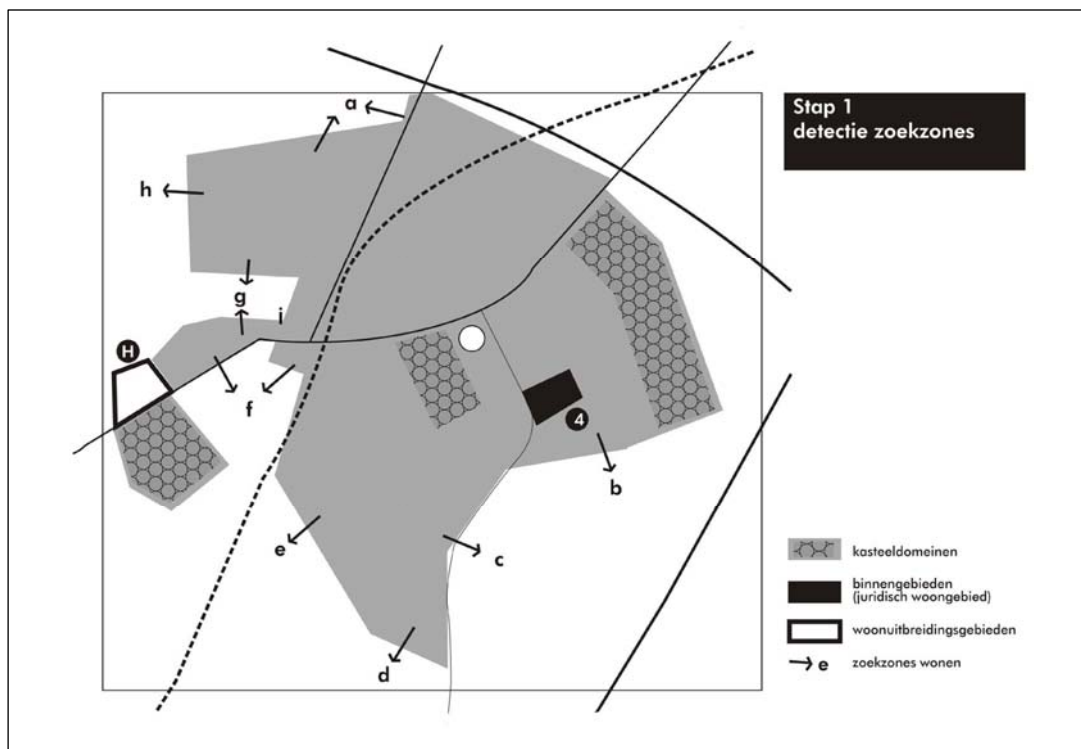 Stap 1
detectie zoekzones
a
h
g
i
H
f
4
b
e
c
d
kasteeldomeinen
binnengebieden
(juridisch woongebied)
woonuitbreidingsgebieden
e zoekzones wonen